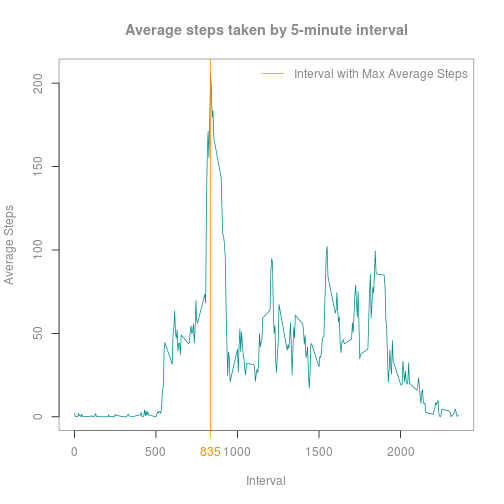 Average steps taken by 5-minute interval
Interval with Max Average Steps
Average Steps
200
150
100
50
0
0 500 835 1000 1500 2000
Interval